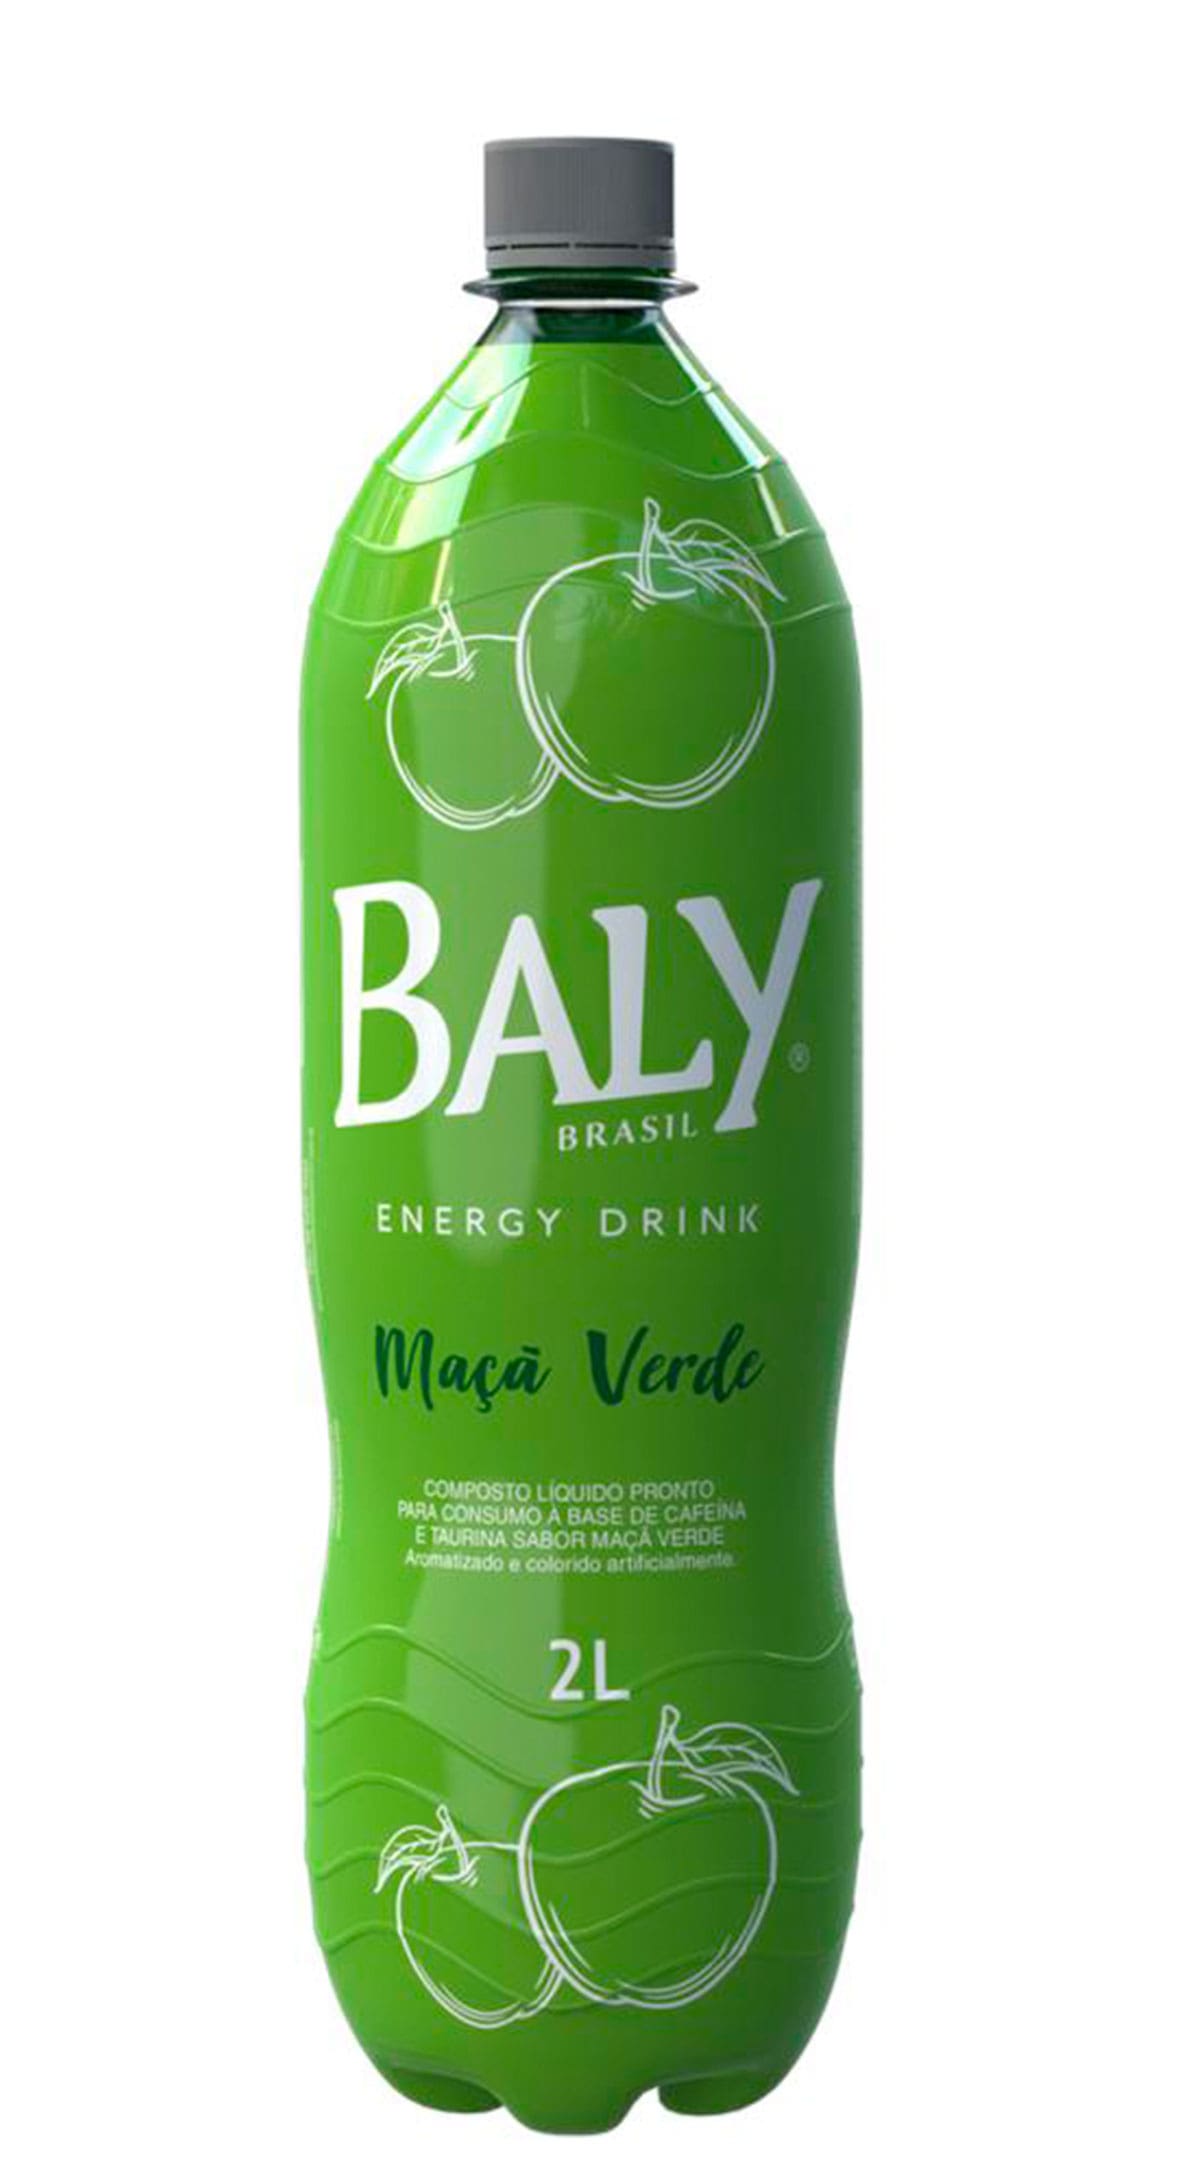 BALY®
BRASIL
ENERGY DRINK
Maçã Verde
COMPOSTO LÍQUIDO PRONTO
PARA CONSUMO À BASE DE CAFEÍNA
E TAURINA SABOR MAÇÃ VERDE
Aromatizado e colorido artificialmente.
2L